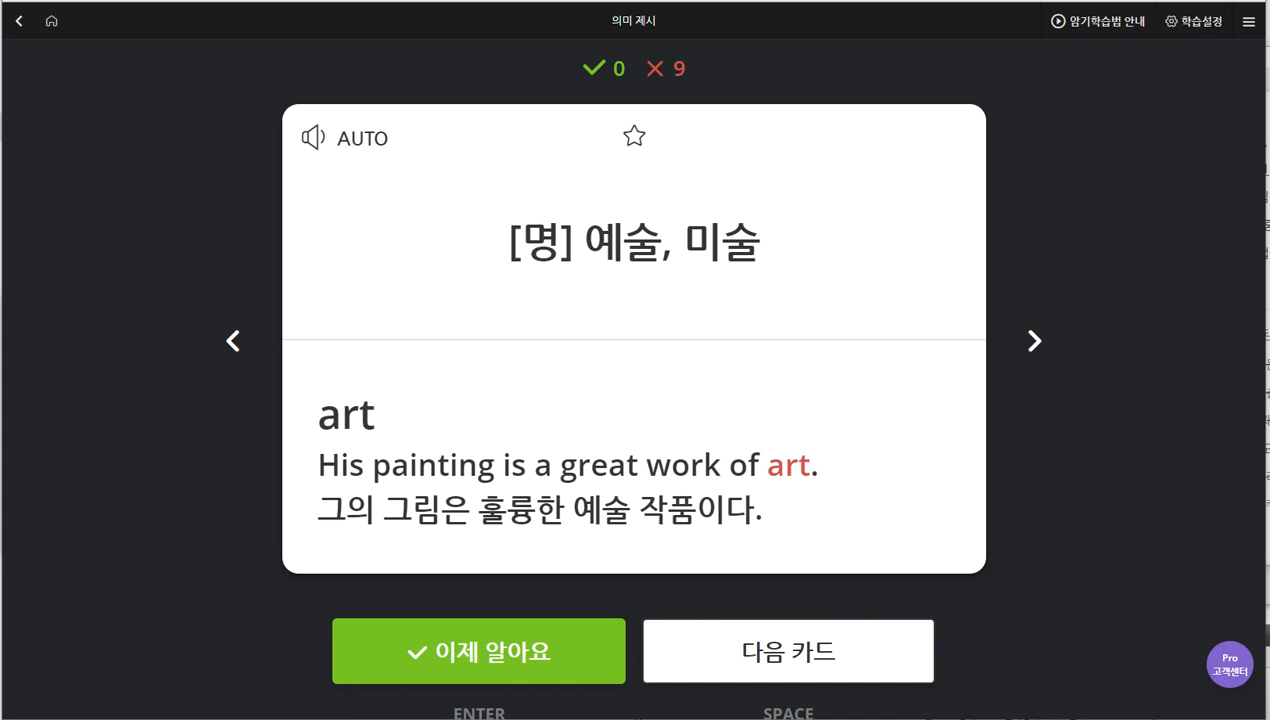 의미 제시
암기학습법 안내
학습설정
0
9
AUTO
[명] 예술, 미술
art
His painting is a great work of art.
그의 그림은 훌륭한 예술 작품이다.
이제 알아요
다음 카드
Pro
고객센터
ENTER
SPACE